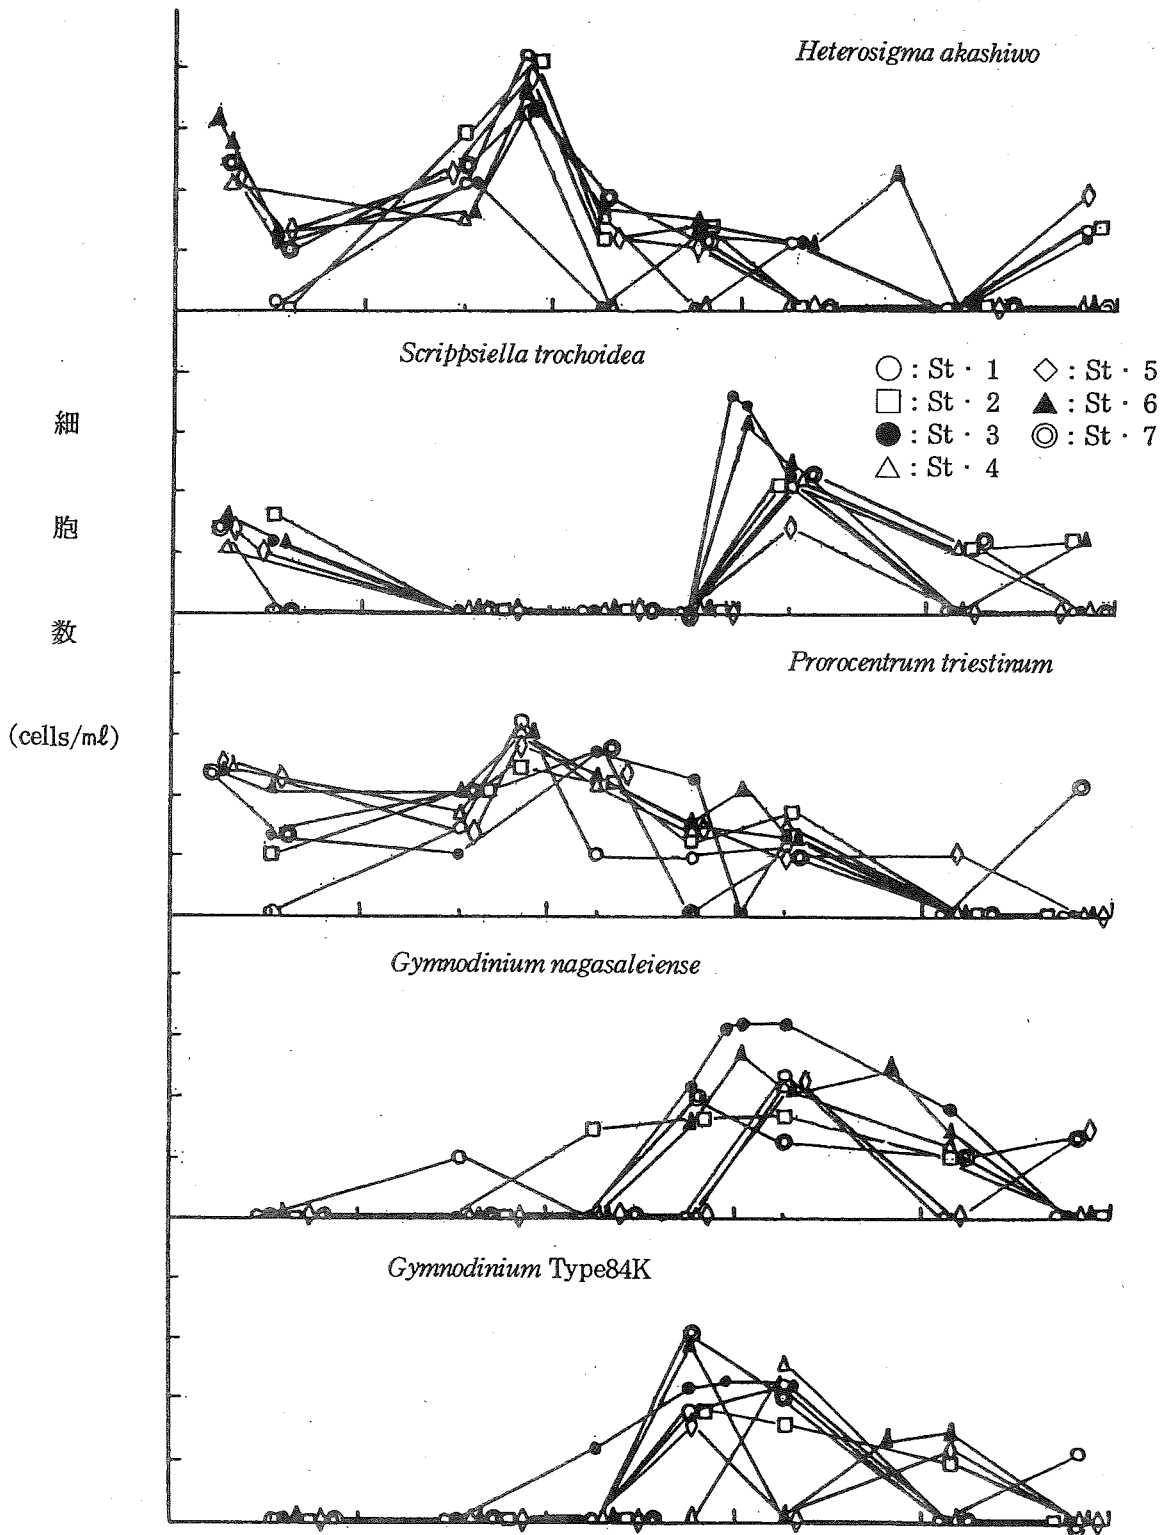 Heterosigma akashiwo
Scrippsiella trochoidea
○ : St · 1
□ : St · 2
● : St · 3
△ : St · 4
◇ : St · 5
▲ : St · 6
◎ : St · 7
細
胞
数
(cells/mℓ)
Prorocentrum triestinum
Gymnodinium nagasaleiense
Gymnodinium Type84K